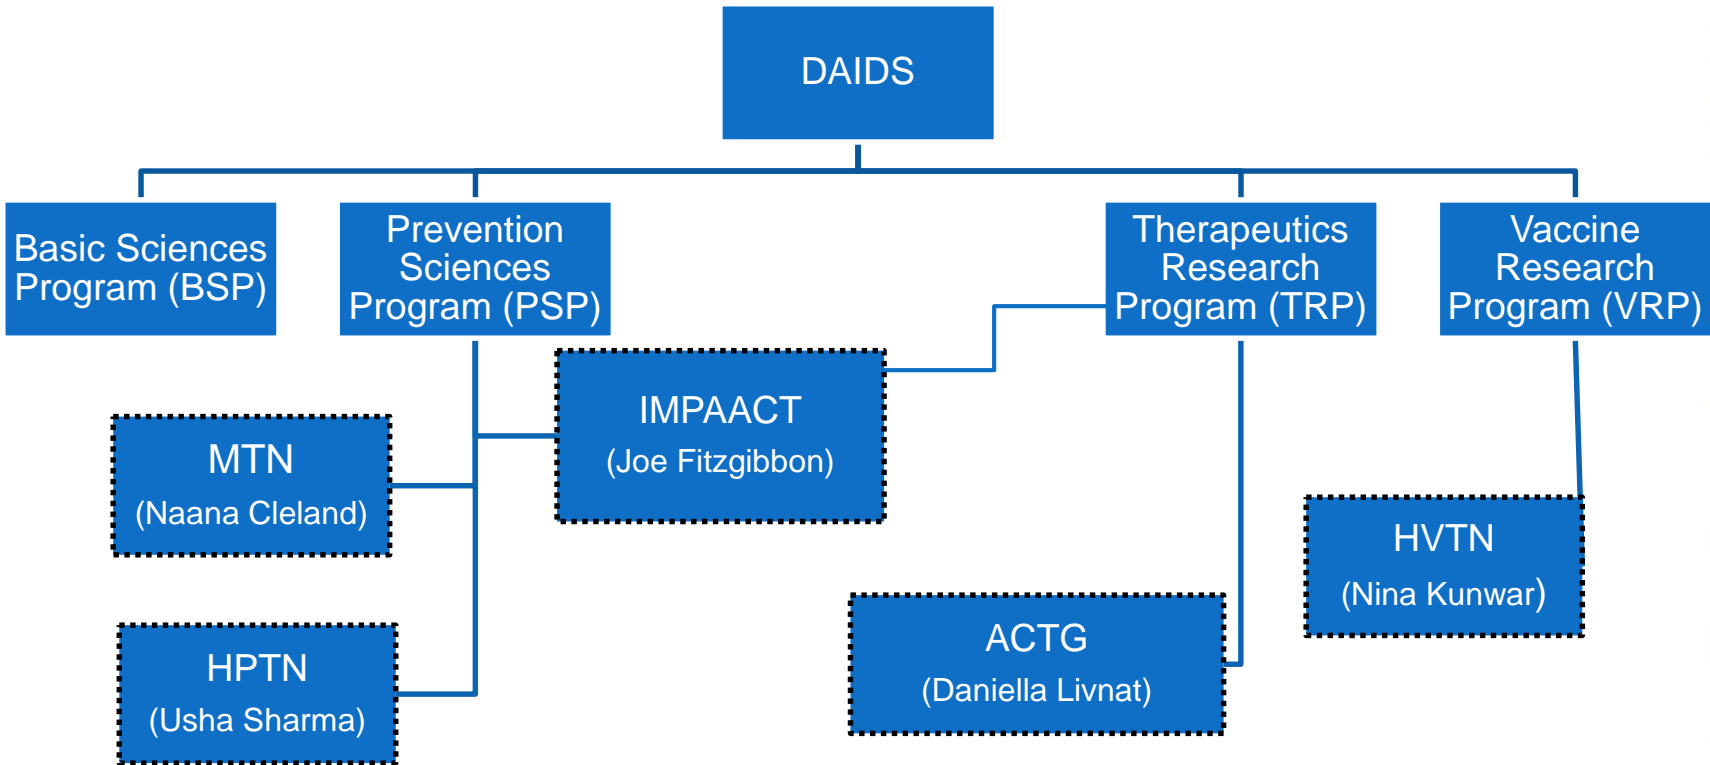 DAIDS
Basic Sciences
Program (BSP)
Prevention
Sciences
Program (PSP)
Therapeutics
Research
Program (TRP)
Vaccine
Research
Program (VRP)
IMPAACT
(Joe Fitzgibbon)
MTN
(Naana Cleland)
HVTN
(Nina Kunwar)
ACTG
(Daniella Livnat)
HPTN
(Usha Sharma)